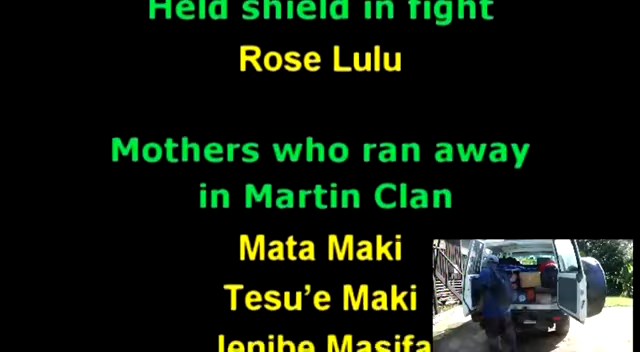 Held shield in fight
Rose Lulu
Mothers who ran away
in Martin Clan
Mata Maki
Tesu'e Maki
Jenibe Masifa